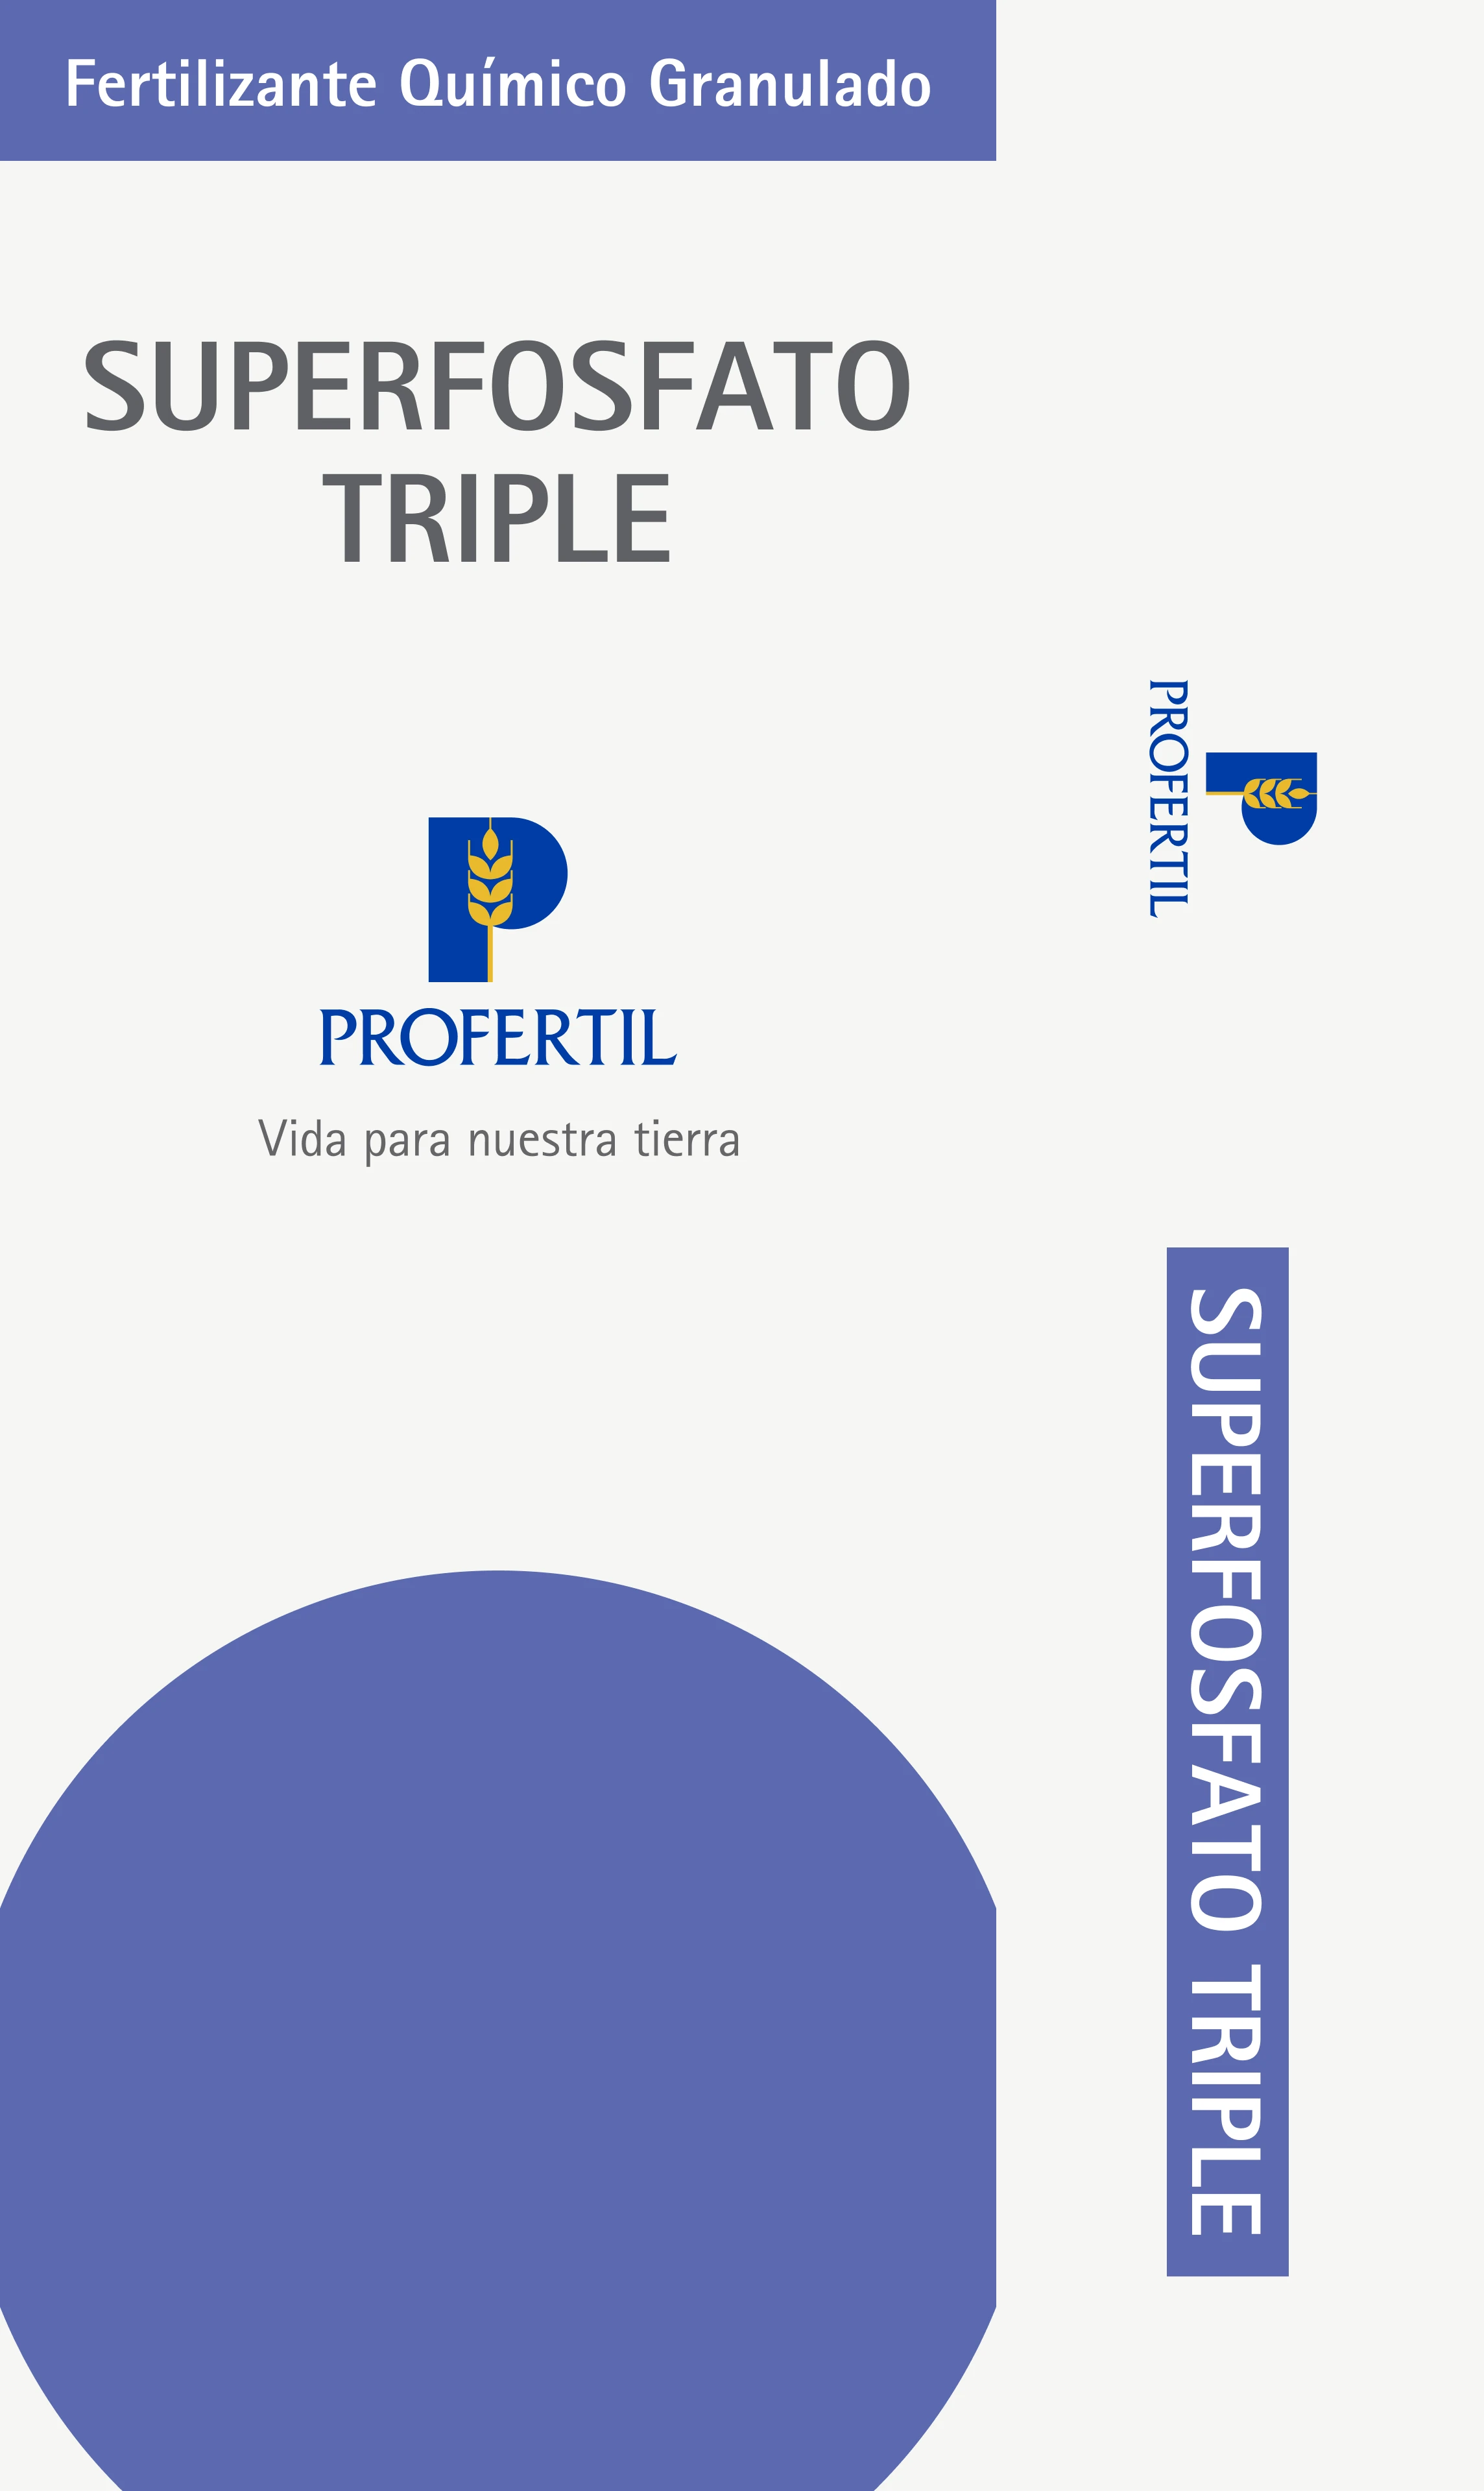 Fertilizante Químico Granulado
SUPERFOSFATO
TRIPLE
PROFERTIL
Vida para nuestra tierra
PROFERTIL
SUPERFOSFATO TRIPLE